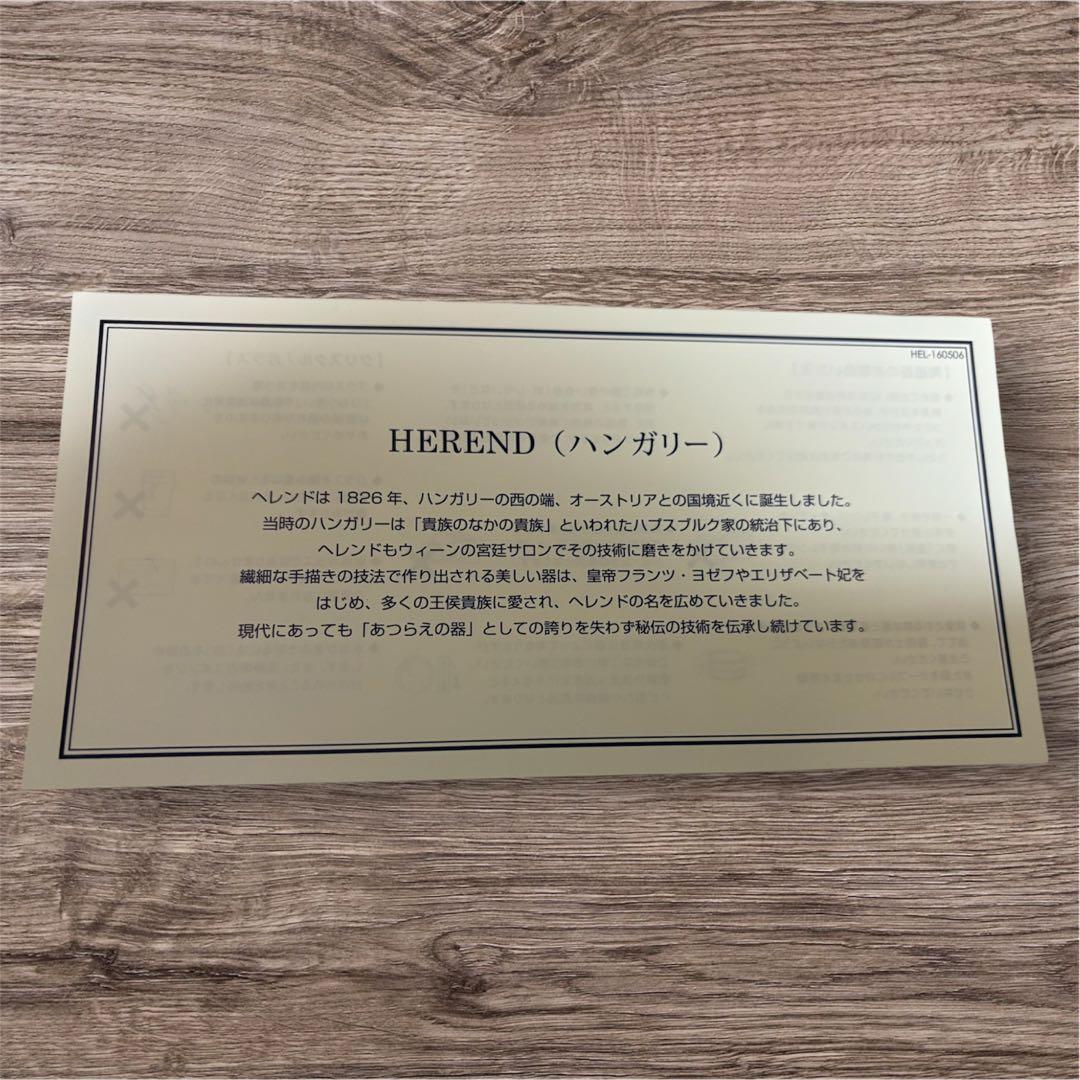 HEL-160506
HEREND（ハンガリー）
ヘレンドは 1826 年、ハンガリーの西の端、オーストリアとの国境近くに誕生しました。
当時のハンガリーは「貴族のなかの貴族」といわれたハプスブルク家の統治下にあり、
ヘレンドもウィーンの宮廷サロンでその技術に磨きをかけていきます。
繊細な手描きの技法で作り出される美しい器は、皇帝フランツ・ヨゼフやエリザベート妃を
はじめ、多くの王侯貴族に愛され、ヘレンドの名を広めていきました。
現代にあっても「あつらえの器」としての誇りを失わず秘伝の技術を伝承し続けています。